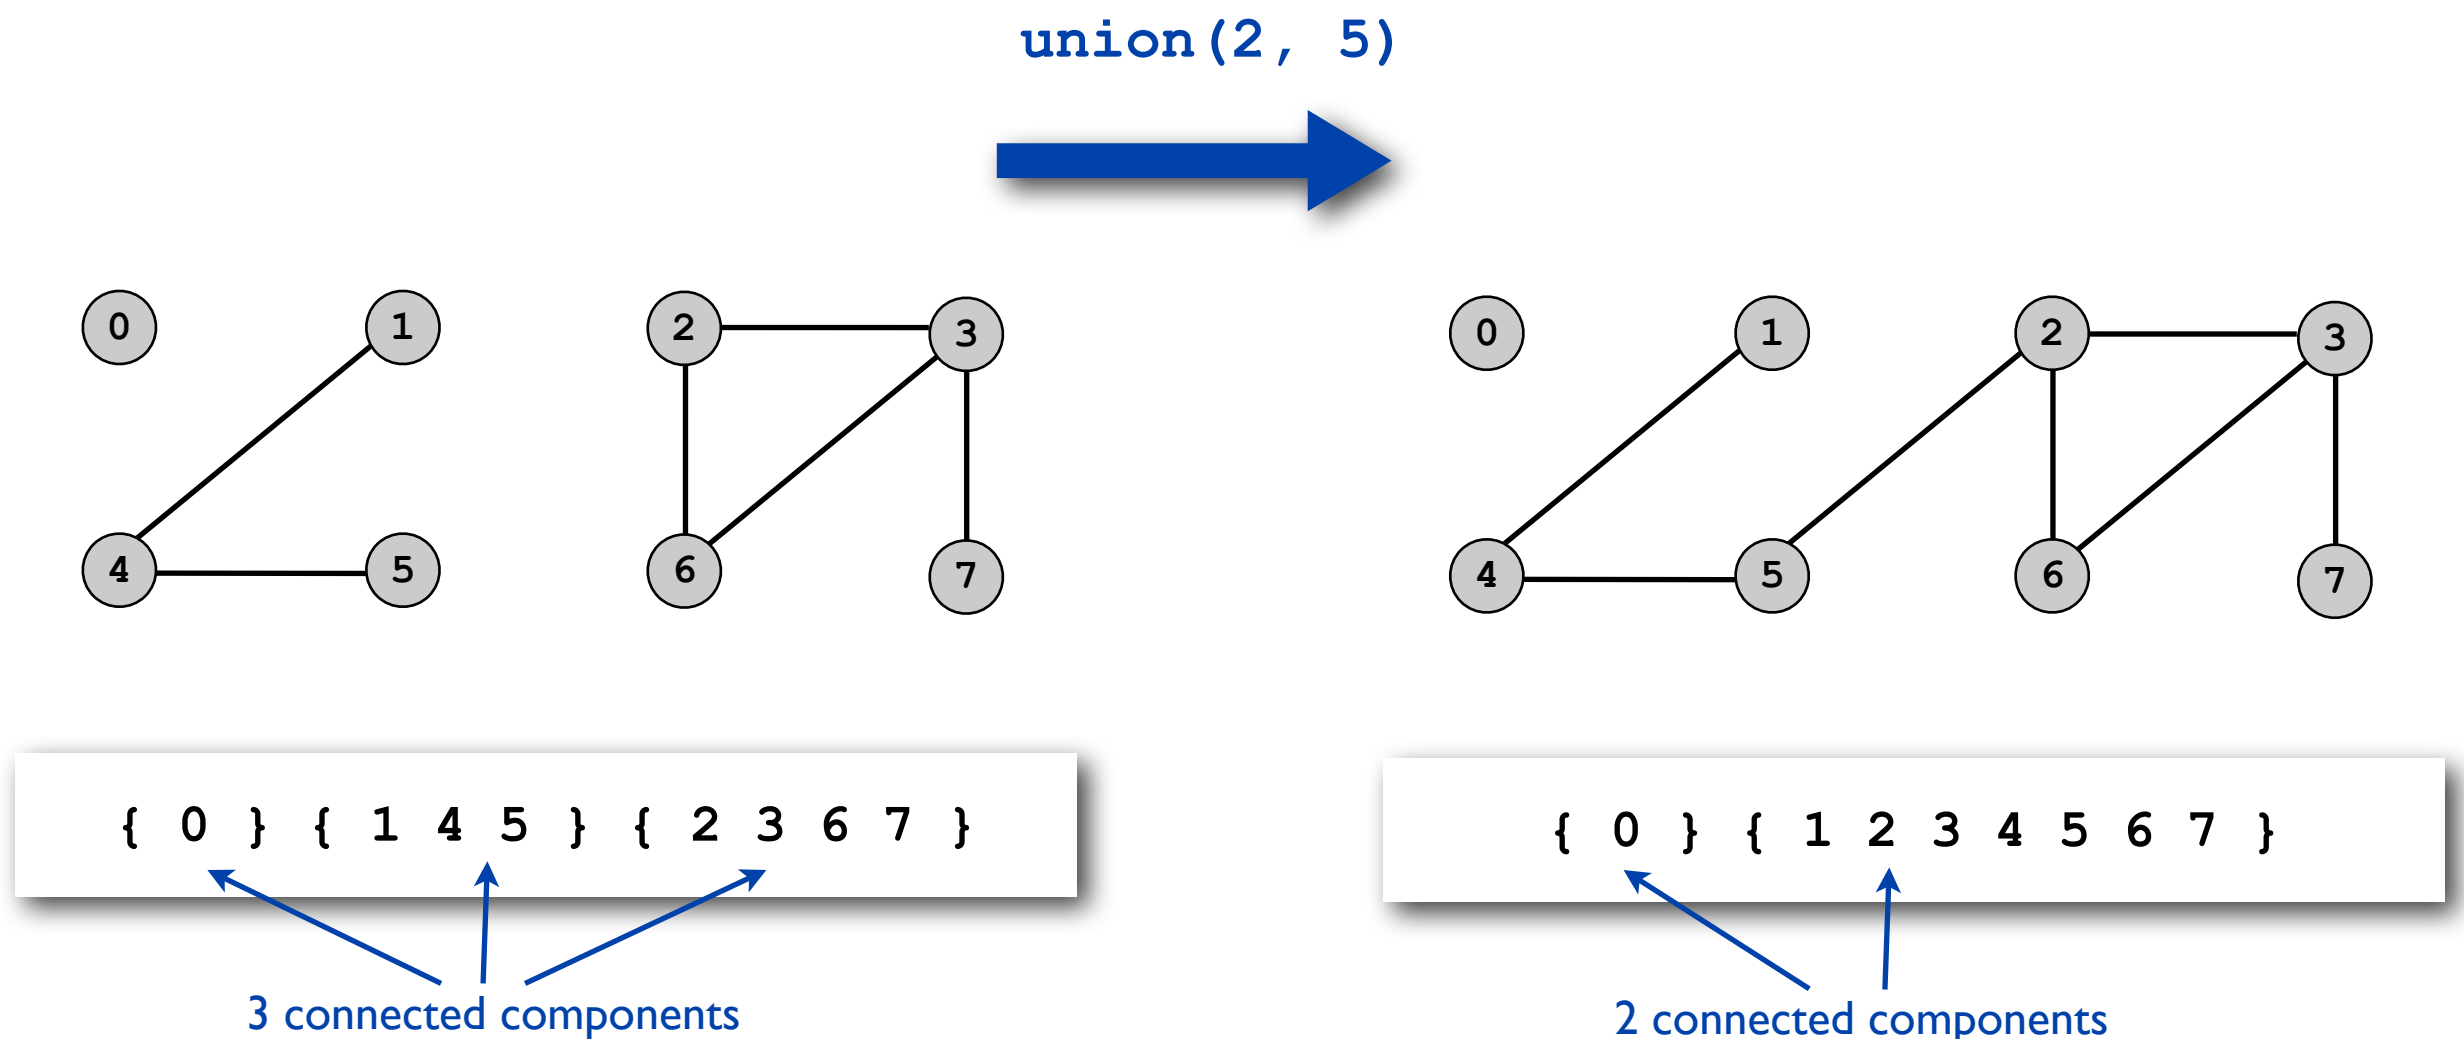 union(2, 5)
0 1 2 3
4 5 6 7
0 1 2 3
4 5 6 7
{ 0 } { 1 4 5 } { 2 3 6 7 }
3 connected components
{ 0 } { 1 2 3 4 5 6 7 }
2 connected components